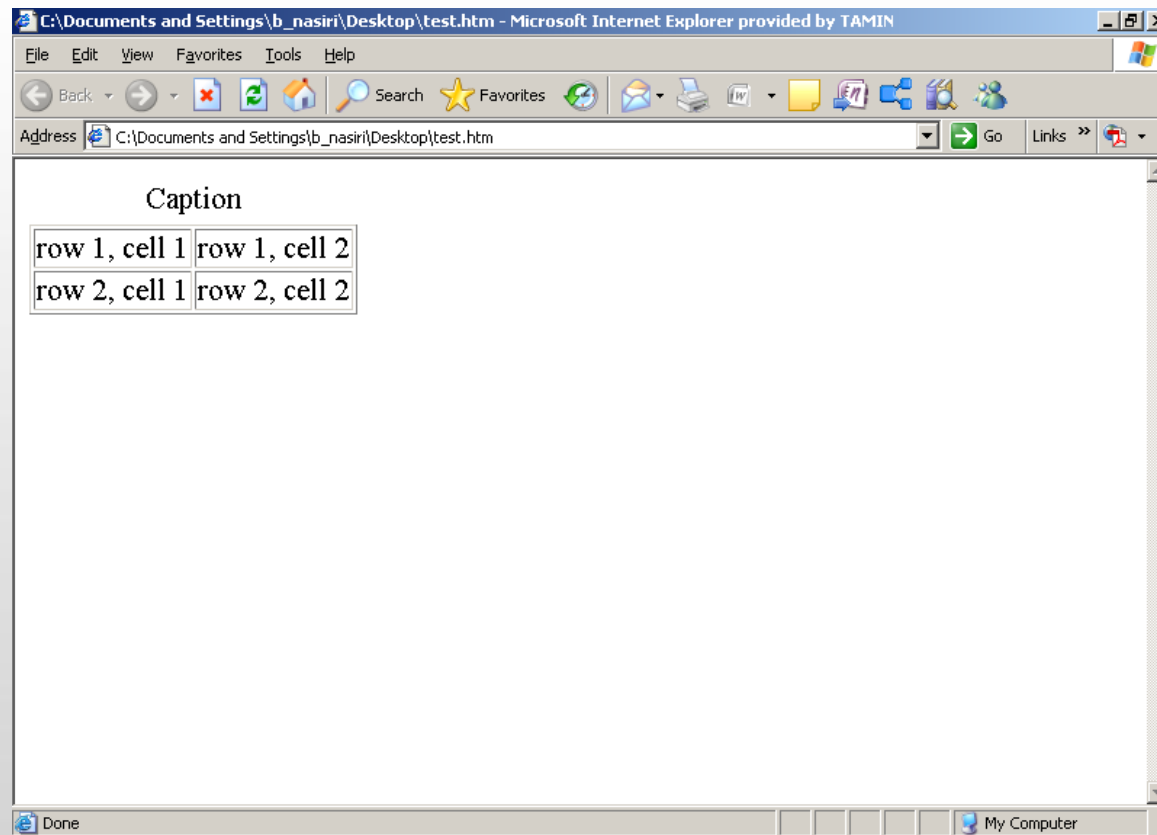 C:\Documents and Settings\b_nasiri\Desktop\test.htm - Microsoft Internet Explorer provided by TAMIN
File Edit View Favorites Tools Help
Back Search Favorites
Address C:\Documents and Settings\b_nasiri\Desktop\test.htm Go Links »
Caption
row 1, cell 1 row 1, cell 2
row 2, cell 1 row 2, cell 2
Done My Computer